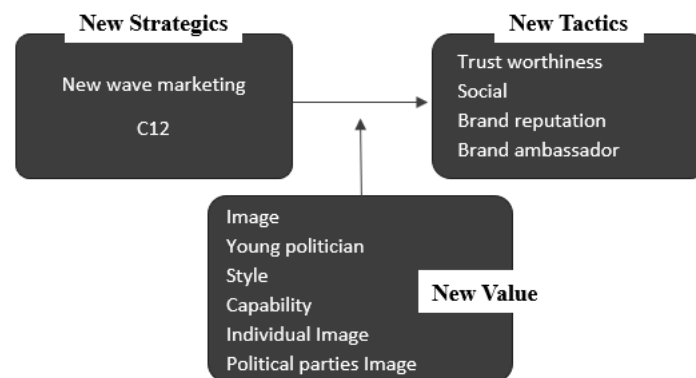 New Strategics
New wave marketing
C12
New Tactics
Trust worthiness
Social
Brand reputation
Brand ambassador
Image
Young politician
Style
Capability
Individual Image
Political parties Image
New Value